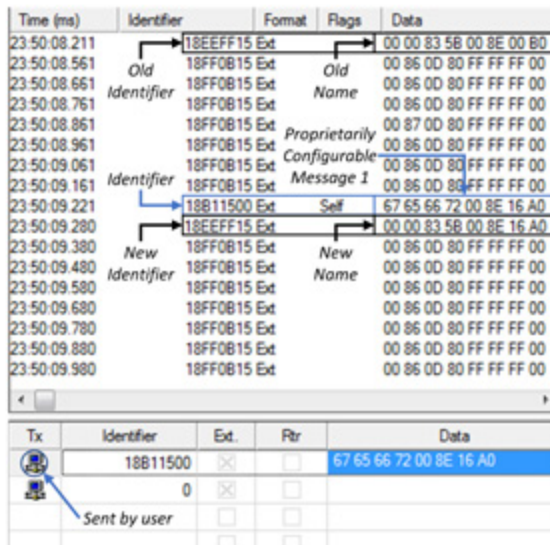 Time (ms) Identifier Format Flags Data
23:50:08.211 18EEFF15 Ext 00 00 83 5B 00 8E 00 B0
23:50:08.561 18FF0B15 Ext 00 86 0D 80 FF FF FF 00
Old Identifier
Old Name
23:50:08.661 18FF0B15 Ext 00 86 0D 80 FF FF FF 00
23:50:08.761 18FF0B15 Ext 00 86 0D 80 FF FF FF 00
23:50:08.861 18FF0B15 Ext 00 87 0D 80 FF FF FF 00
23:50:08.961 18FF0B15 Ext 00 86 0D 80 FF FF FF 00
Proprietarily
Configurable
Message 1
23:50:09.061 18FF0B15 Ext 00 86 0D 80 FF FF FF 00
23:50:09.161 18FF0B15 Ext 00 86 0D 80 FF FF FF 00
Identifier
23:50:09.221 18B11500 Ext Self 67 65 66 72 00 8E 16 A0
23:50:09.280 18EEFF15 Ext 00 00 83 5B 00 8E 16 A0
New
Identifier
New
Name
23:50:09.380 18FF0B15 Ext 00 86 0D 80 FF FF FF 00
23:50:09.480 18FF0B15 Ext 00 86 0D 80 FF FF FF 00
23:50:09.580 18FF0B15 Ext 00 86 0D 80 FF FF FF 00
23:50:09.680 18FF0B15 Ext 00 86 0D 80 FF FF FF 00
23:50:09.780 18FF0B15 Ext 00 86 0D 80 FF FF FF 00
23:50:09.880 18FF0B15 Ext 00 86 0D 80 FF FF FF 00
23:50:09.980 18FF0B15 Ext 00 86 0D 80 FF FF FF 00
Tx Identifier Ext. Rtr Data
18B11500 67 65 66 72 00 8E 16 A0
0
Sent by user